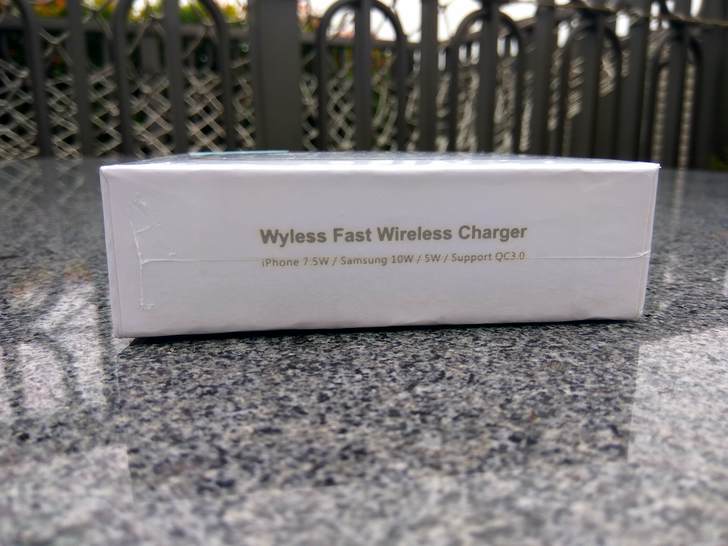 Wyless Fast Wireless Charger
iPhone 7.5W / Samsung 10W / 5W / Support QC3.0